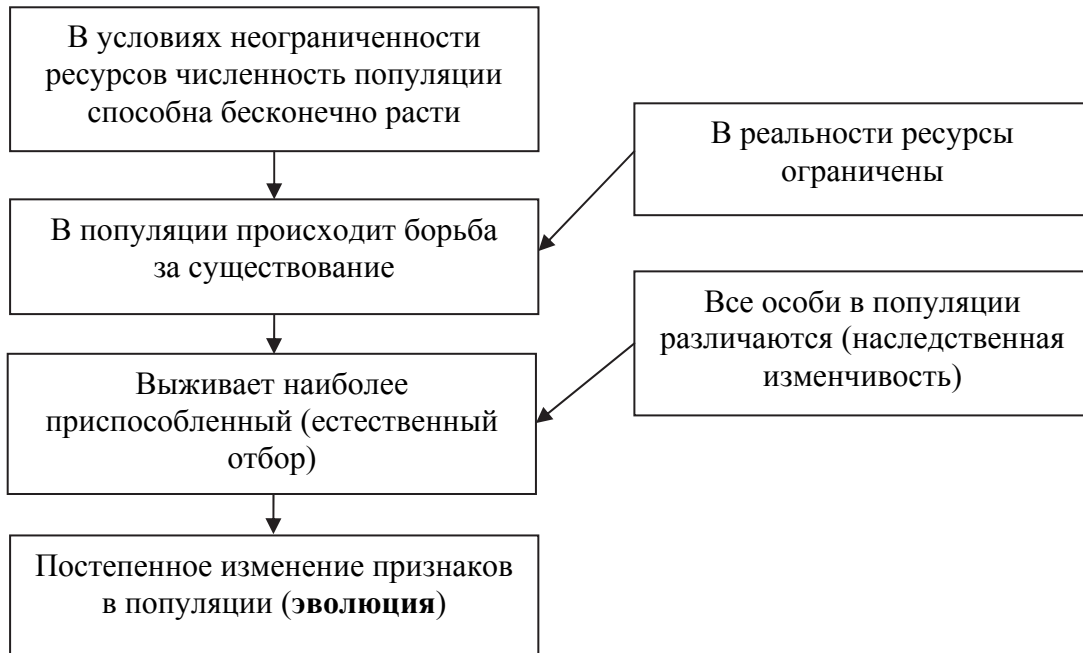 В условиях неограниченности
ресурсов численность популяции
способна бесконечно расти
В реальности ресурсы
ограничены
В популяции происходит борьба
за существование
Все особи в популяции
различаются (наследственная
изменчивость)
Выживает наиболее
приспособленный (естественный
отбор)
Постепенное изменение признаков
в популяции (эволюция)